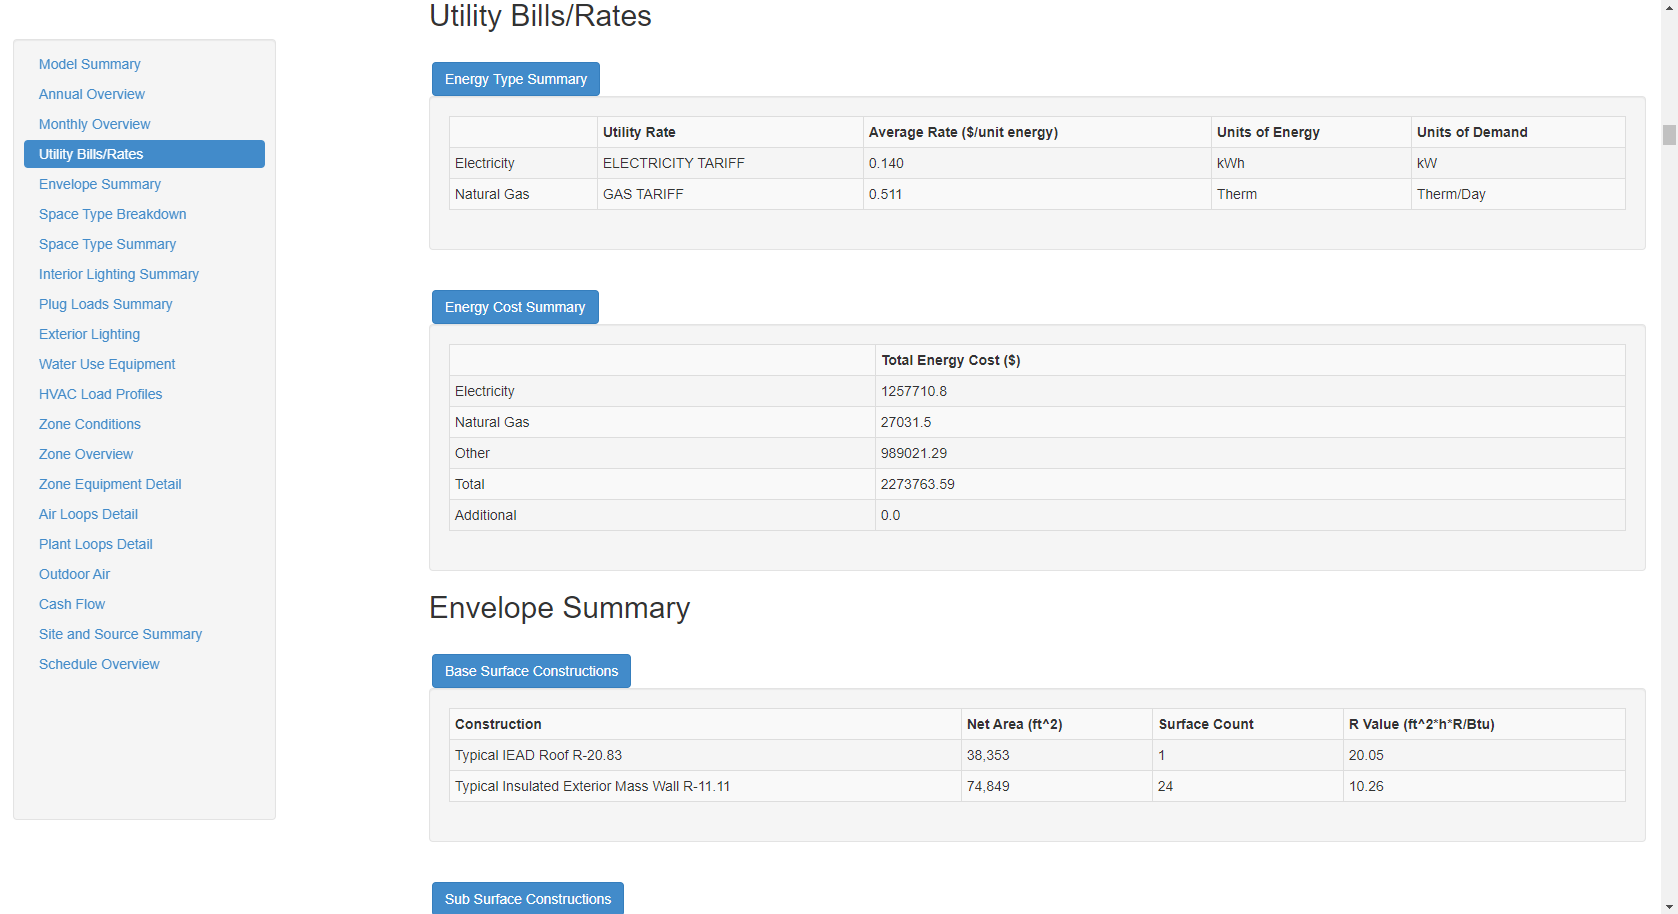 Utility Bills/Rates
Model Summary
Annual Overview
Monthly Overview
Utility Bills/Rates
Envelope Summary
Space Type Breakdown
Space Type Summary
Interior Lighting Summary
Plug Loads Summary
Exterior Lighting
Water Use Equipment
HVAC Load Profiles
Zone Conditions
Zone Overview
Zone Equipment Detail
Air Loops Detail
Plant Loops Detail
Outdoor Air
Cash Flow
Site and Source Summary
Schedule Overview
Energy Type Summary
Utility Rate Average Rate ($/unit energy) Units of Energy Units of Demand
Electricity ELECTRICITY TARIFF 0.140 kWh kW
Natural Gas GAS TARIFF 0.511 Therm Therm/Day
Energy Cost Summary
Total Energy Cost ($)
Electricity 1257710.8
Natural Gas 27031.5
Other 989021.29
Total 2273763.59
Additional 0.0
Envelope Summary
Base Surface Constructions
Construction Net Area (ft^2) Surface Count R Value (ft^2*h*R/Btu)
Typical IEAD Roof R-20.83 38,353 1 20.05
Typical Insulated Exterior Mass Wall R-11.11 74,849 24 10.26
Sub Surface Constructions